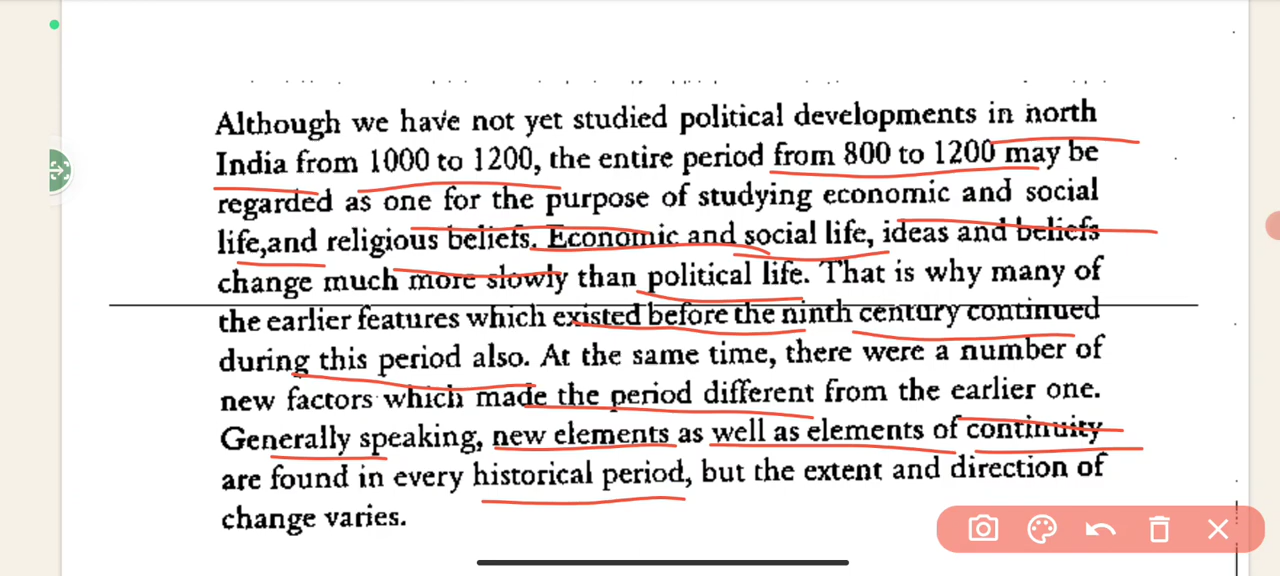 Although we have not yet studied political developments in north
India from 1000 to 1200, the entire period from 800 to 1200 may be
regarded as one for the purpose of studying economic and social
life,and religious beliefs. Economic and social life, ideas and beliefs
change much more slowly than political life. That is why many of
the earlier features which existed before the ninth century continued
during this period also. At the same time, there were a number of
new factors which made the period different from the earlier one.
Generally speaking, new elements as well as elements of continuity
are found in every historical period, but the extent and direction of
change varies.